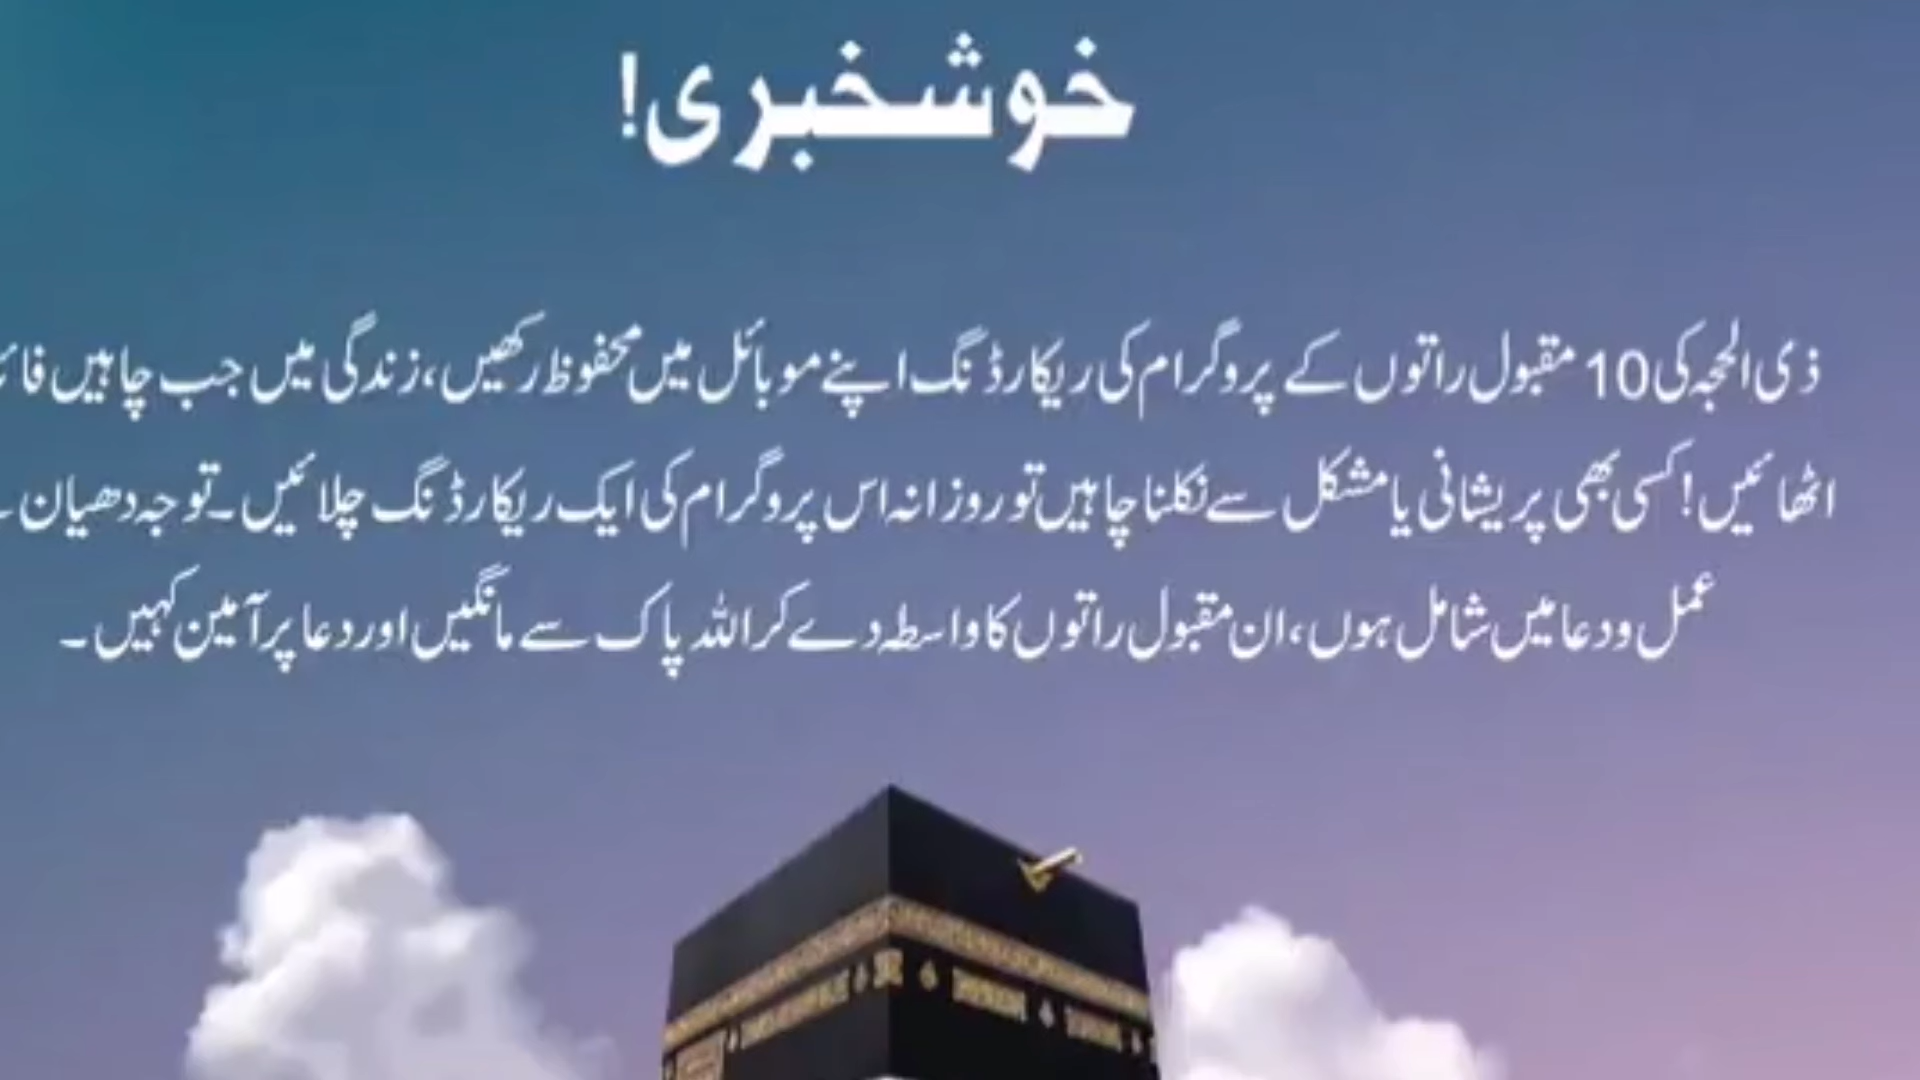 خوشخبری!
ذی الحجہ کی 10 مقبول راتوں کے پروگرام کی ریکارڈنگ اپنے موبائل میں محفوظ رکھیں، زندگی میں جب چاہیں
اٹھائیں! کسی بھی پریشانی یا مشکل سے نکلنا چاہیں تو روزانہ اس پروگرام کی ایک ریکارڈنگ چلائیں۔ توجہ دھیان
عمل و دعا میں شامل ہوں، ان مقبول راتوں کا واسطہ دے کر اللہ پاک سے مانگیں اور دعا پر آمین کہیں۔